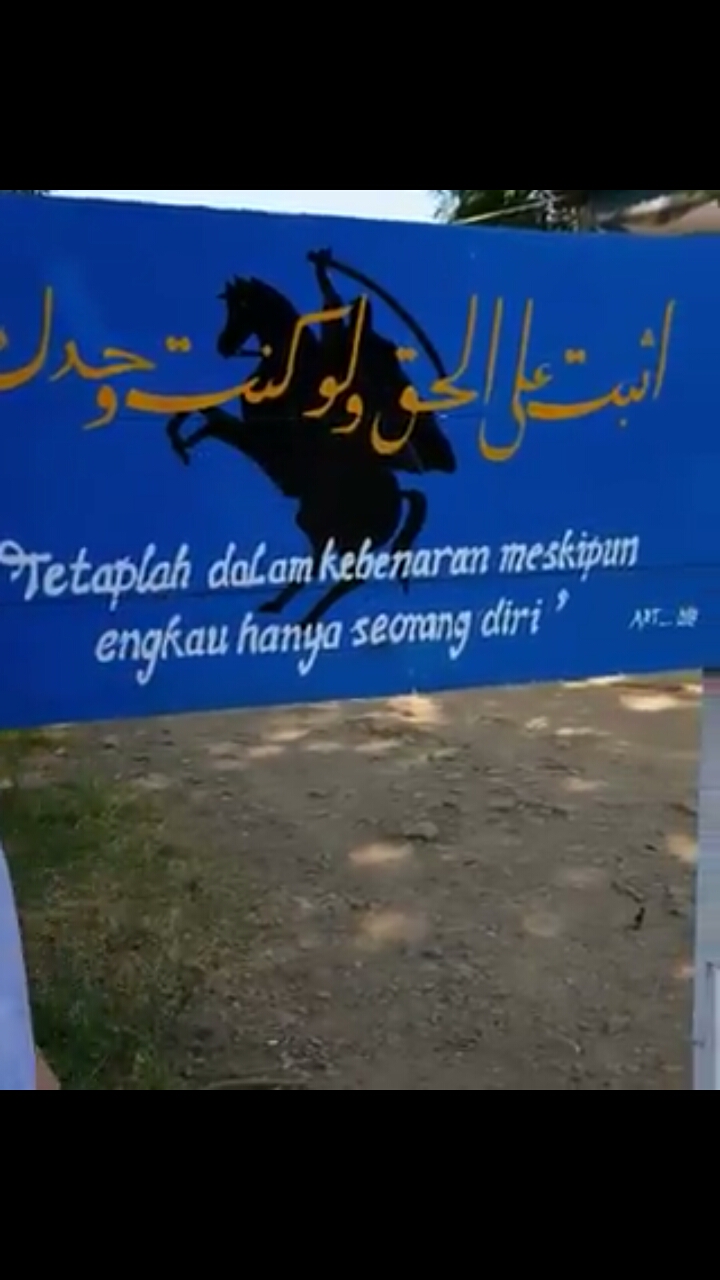 اثبت على الحق ولو كنت وحدك
"Tetaplah dalam kebenaran meskipun
engkau hanya seorang diri"